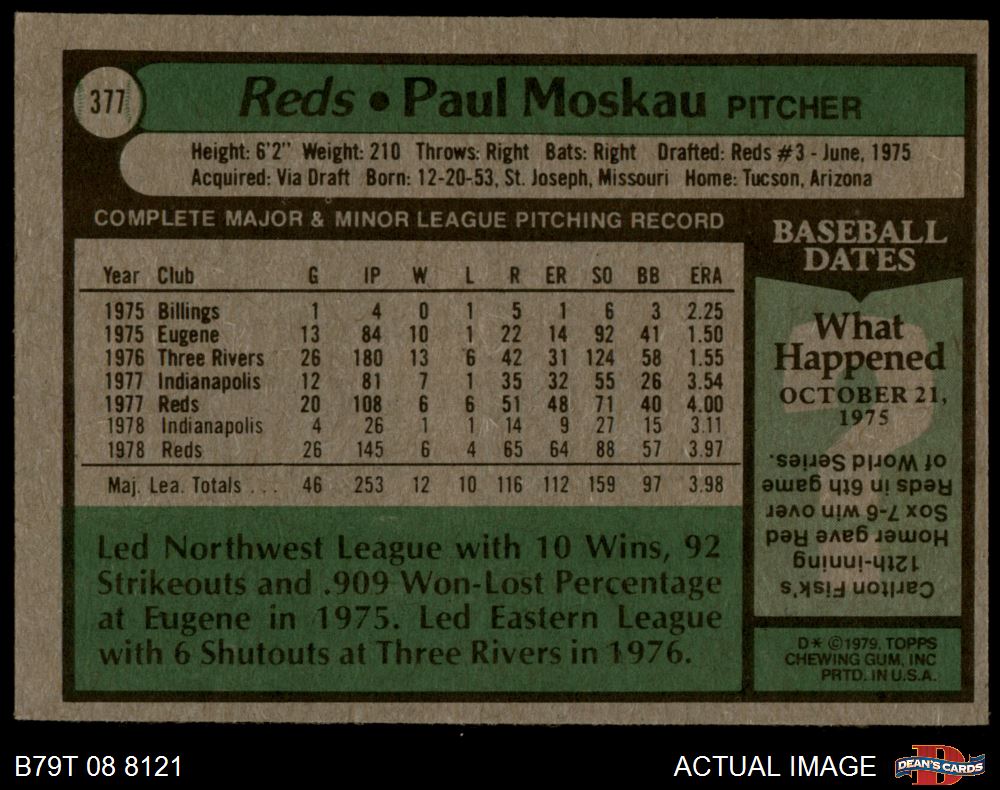 377
Reds • Paul Moskau PITCHER
Height: 6'2" Weight: 210 Throws: Right Bats: Right Drafted: Reds #3 - June, 1975
Acquired: Via Draft Born: 12-20-53, St. Joseph, Missouri Home: Tucson, Arizona
COMPLETE MAJOR & MINOR LEAGUE PITCHING RECORD
Year Club G IP W L R ER SO BB ERA
1975 Billings 1 4 0 1 5 1 6 3 2.25
1975 Eugene 13 84 10 1 22 14 92 41 1.50
1976 Three Rivers 26 180 13 6 42 31 124 58 1.55
1977 Indianapolis 12 81 7 1 35 32 55 26 3.54
1977 Reds 20 108 6 6 51 48 71 40 4.00
1978 Indianapolis 4 26 1 1 14 9 27 15 3.11
1978 Reds 26 145 6 4 65 64 88 57 3.97
Maj. Lea. Totals . . . 46 253 12 10 116 112 159 97 3.98
Led Northwest League with 10 Wins, 92
Strikeouts and .909 Won-Lost Percentage
at Eugene in 1975. Led Eastern League
with 6 Shutouts at Three Rivers in 1976.
BASEBALL
DATES
What
Happened
OCTOBER 21,
1975
Carlton Fisk's
12th-inning
Homer gave Red
Sox 7-6 win over
Reds in 6th game
of World Series.
D* ©1979, TOPPS
CHEWING GUM, INC
PRTD. IN U.S.A.
B79T 08 8121
ACTUAL IMAGE
D
DEAN'S CARDS